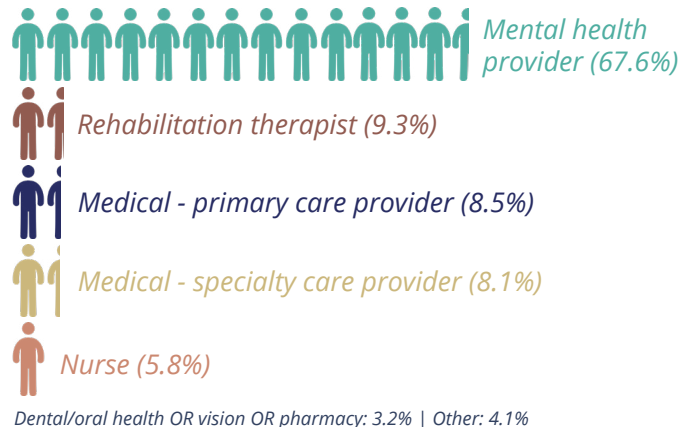 Mental health
provider (67.6%)
Rehabilitation therapist (9.3%)
Medical - primary care provider (8.5%)
Medical - specialty care provider (8.1%)
Nurse (5.8%)
Dental/oral health OR vision OR pharmacy: 3.2% | Other: 4.1%